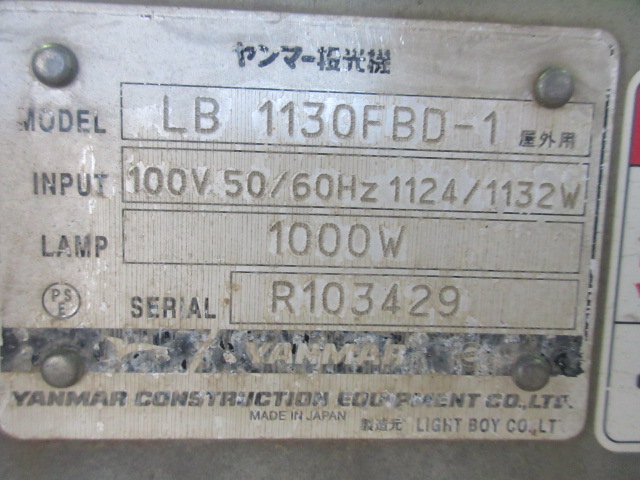 ヤンマー投光機
MODEL LB 1130FBD-1 屋外用
INPUT 100V 50/60Hz 1124/1132W
LAMP 1000W
PSE SERIAL R103429
YANMAR
YANMAR CONSTRUCTION EQUIPMENT CO.,LTD.
MADE IN JAPAN
製造元 LIGHT BOY CO.,LT